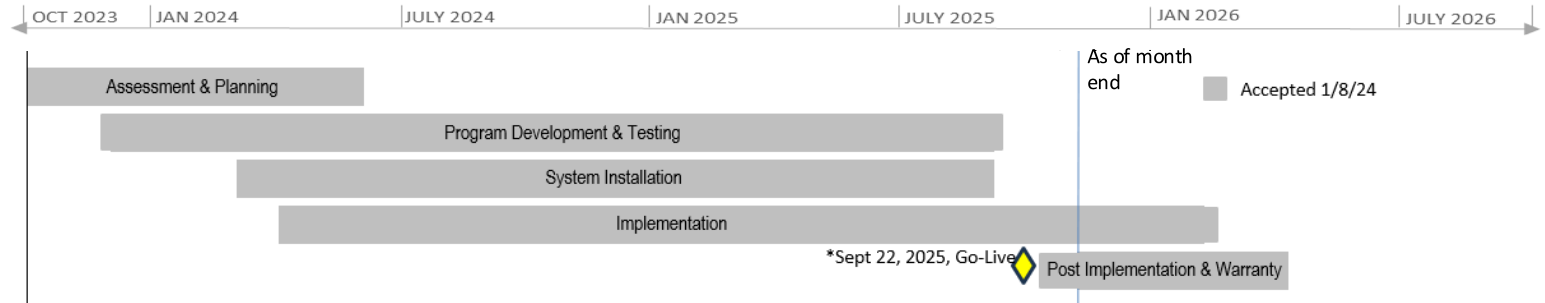 OCT 2023 JAN 2024 JULY 2024 JAN 2025 JULY 2025 JAN 2026 JULY 2026
As of month
end
Assessment & Planning
Accepted 1/8/24
Program Development & Testing
System Installation
Implementation
*Sept 22, 2025, Go-Live
Post Implementation & Warranty